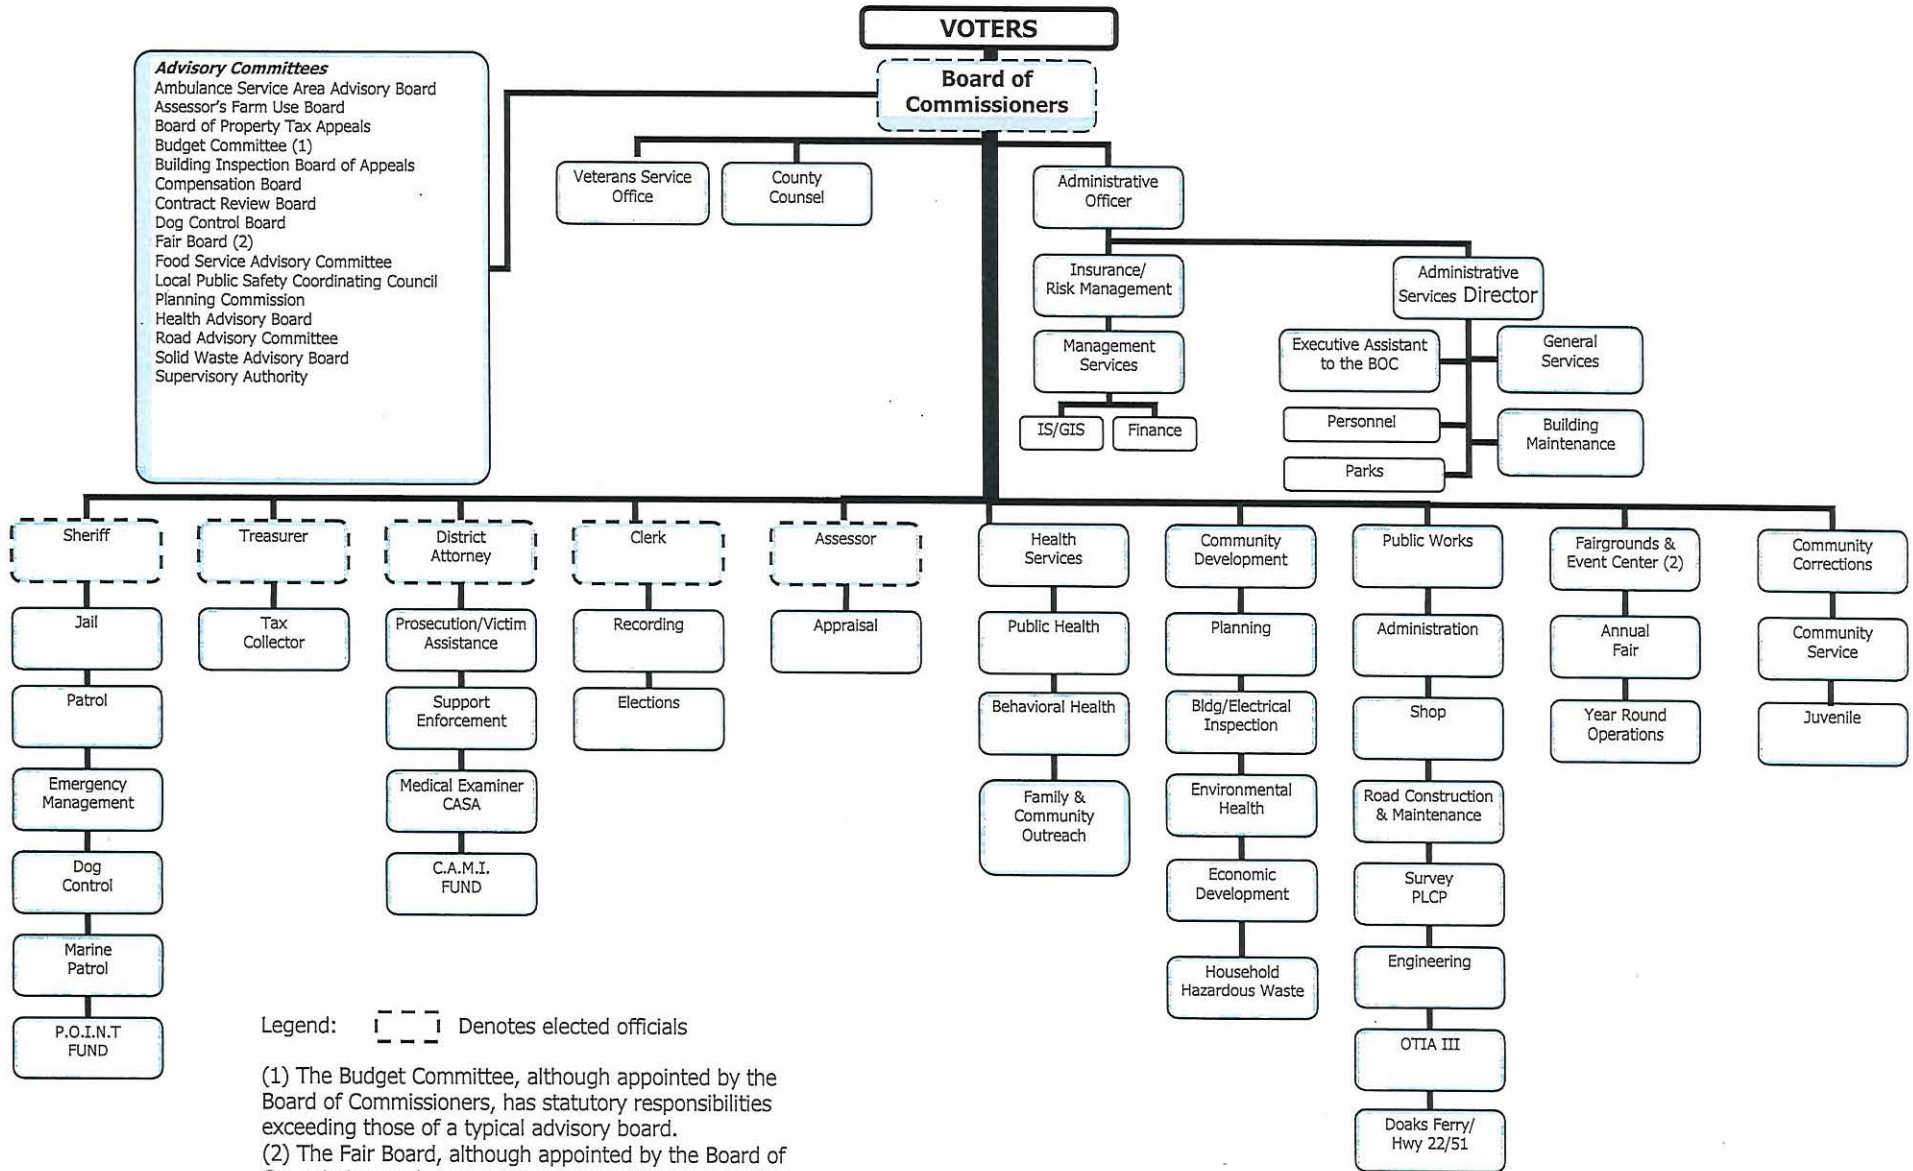 VOTERS
Board of
Commissioners
Advisory Committees
Ambulance Service Area Advisory Board
Assessor's Farm Use Board
Board of Property Tax Appeals
Budget Committee (1)
Building Inspection Board of Appeals
Compensation Board
Contract Review Board
Dog Control Board
Fair Board (2)
Food Service Advisory Committee
Local Public Safety Coordinating Council
Planning Commission
Health Advisory Board
Road Advisory Committee
Solid Waste Advisory Board
Supervisory Authority
Veterans Service
Office
County
Counsel
Administrative
Officer
Insurance/
Risk Management
Management
Services
IS/GIS
Finance
Administrative
Services Director
Executive Assistant
to the BOC
General
Services
Personnel
Building
Maintenance
Parks
Sheriff
Jail
Patrol
Emergency
Management
Dog
Control
Marine
Patrol
P.O.I.N.T
FUND
Treasurer
Tax
Collector
District
Attorney
Prosecution/Victim
Assistance
Support
Enforcement
Medical Examiner
CASA
C.A.M.I.
FUND
Clerk
Recording
Elections
Assessor
Appraisal
Health
Services
Public Health
Behavioral Health
Family &
Community
Outreach
Community
Development
Planning
Bldg/Electrical
Inspection
Environmental
Health
Economic
Development
Household
Hazardous Waste
Public Works
Administration
Shop
Road Construction
& Maintenance
Survey
PLCP
Engineering
OTIA III
Doaks Ferry/
Hwy 22/51
Fairgrounds &
Event Center (2)
Annual
Fair
Year Round
Operations
Community
Corrections
Community
Service
Juvenile
Legend: Denotes elected officials
(1) The Budget Committee, although appointed by the
Board of Commissioners, has statutory responsibilities
exceeding those of a typical advisory board.
(2) The Fair Board, although appointed by the Board of